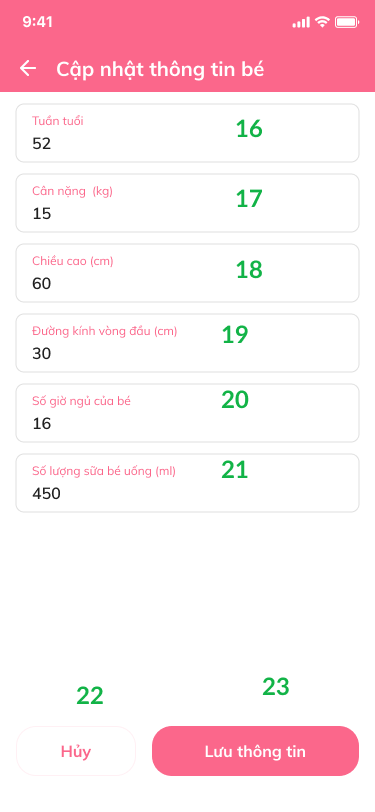 9:41
Cập nhật thông tin bé
Tuần tuổi
52
16
Cân nặng (kg)
15
17
Chiều cao (cm)
60
18
Đường kính vòng đầu (cm)
30
19
Số giờ ngủ của bé
16
20
Số lượng sữa bé uống (ml)
450
21
22
23
Hủy
Lưu thông tin